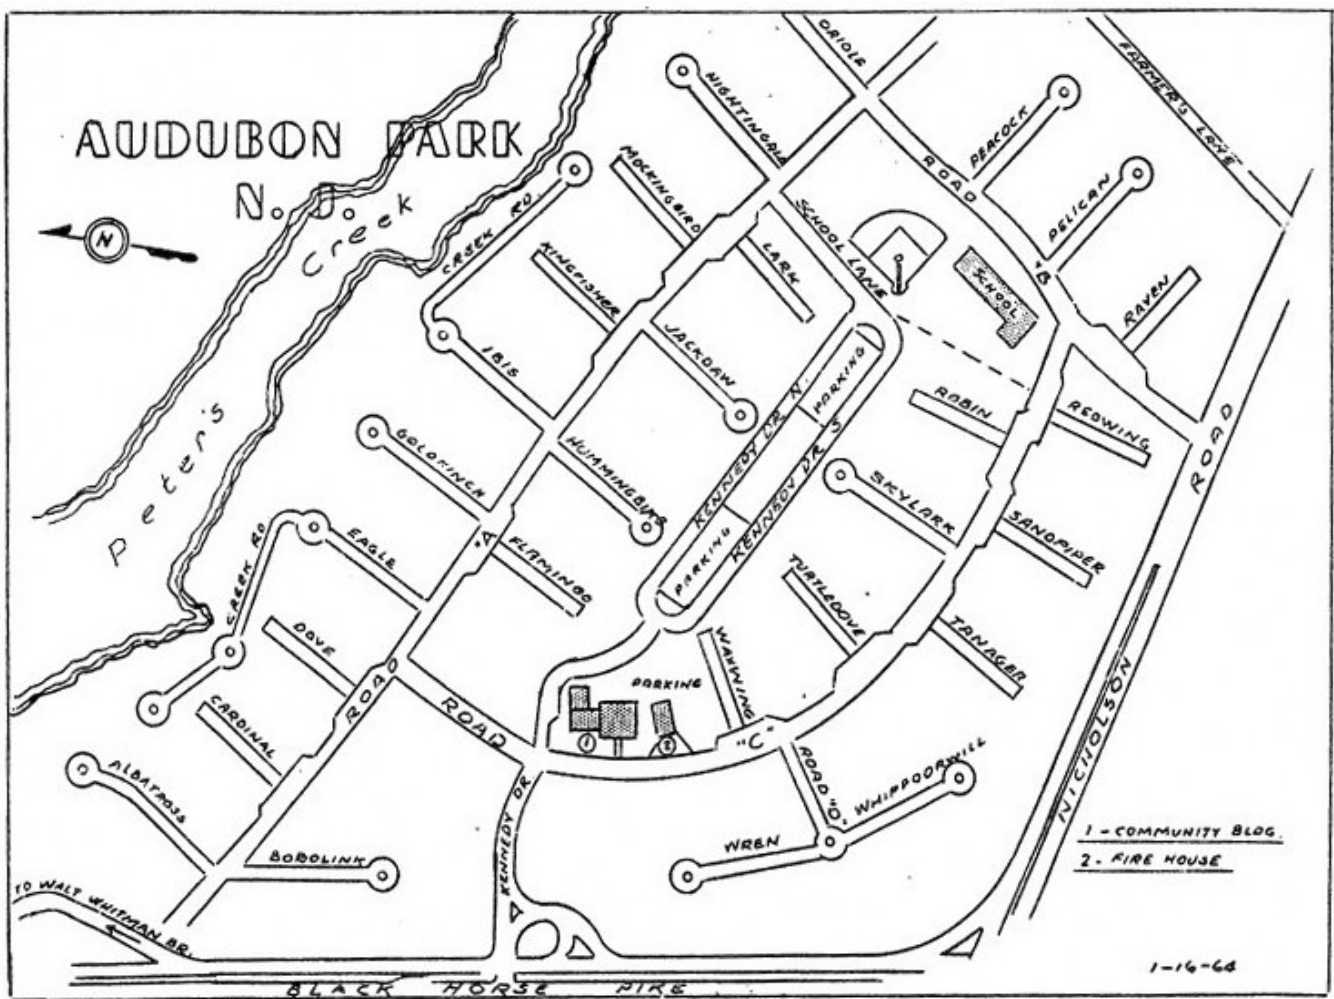 AUDUBON PARK
N. J.
N
Peter's
Creek
ORIOLE
FARMER'S LANE
NIGHTINGALE
PEACOCK
ROAD
MOCKINGBIRD
PELICAN
CREEK RD.
SCHOOL LANE
KINGFISHER
LARK
"B"
SCHOOL
RAVEN
IBIS
JACKDAW
PARKING
ROBIN
REDWING
GOLDFINCH
HUMMINGBIRD
KENNEDY DR. N.
KENNEDY DR S
ROAD
SKYLARK
EAGLE
"A"
FLAMINGO
PARKING
SANDPIPER
CREEK RD
DOVE
TURTLEDOVE
TANAGER
WAXWING
PARKING
ROAD
ROAD
CARDINAL
1
2
"C"
NICHOLSON
ALBATROSS
ROAD "D"
WHIPPOORWILL
KENNEDY DR
WREN
BOBOLINK
1 - COMMUNITY BLDG.
2 - FIRE HOUSE
TO WALT WHITMAN BR.
BLACK HORSE PIKE
1-16-64